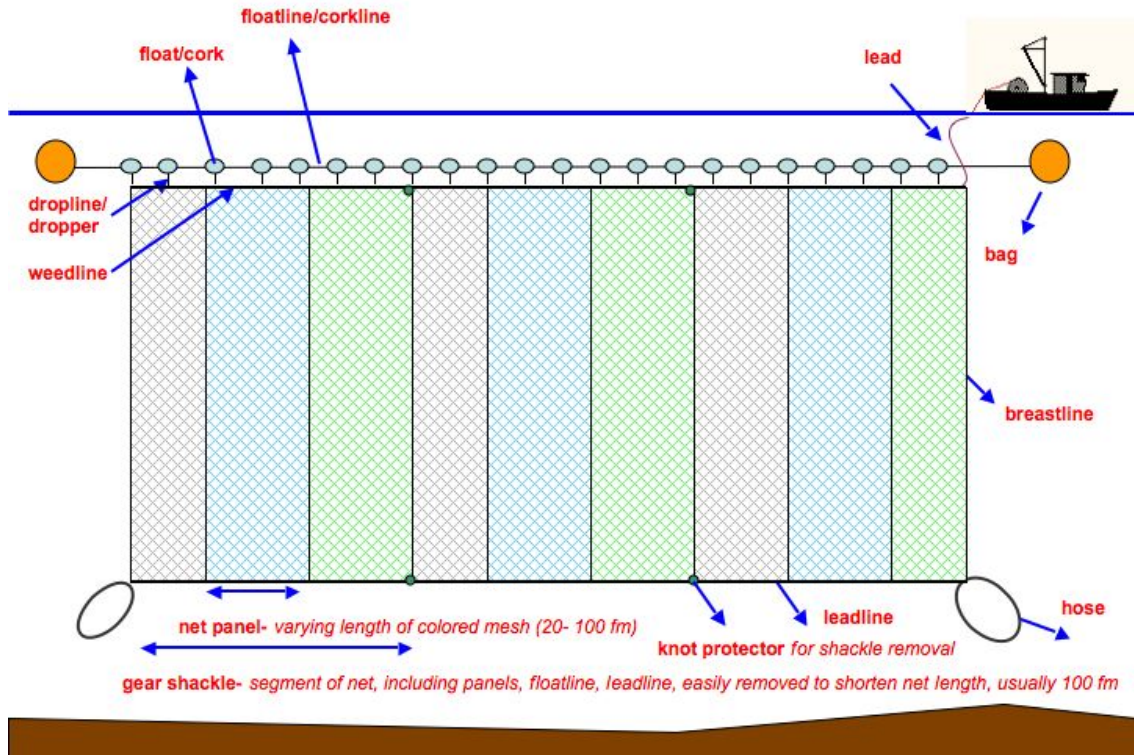 floatline/corkline
float/cork
lead
dropline/
dropper
weedline
bag
breastline
hose
leadline
net panel- varying length of colored mesh (20- 100 fm)
knot protector for shackle removal
gear shackle- segment of net, including panels, floatline, leadline, easily removed to shorten net length, usually 100 fm